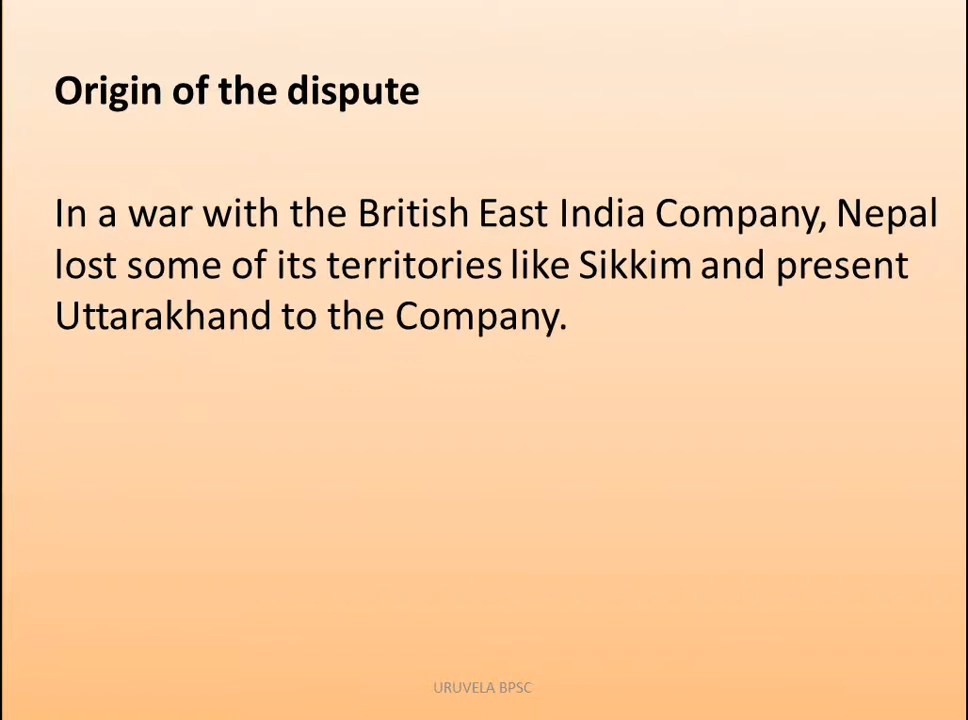 Origin of the dispute
In a war with the British East India Company, Nepal
lost some of its territories like Sikkim and present
Uttarakhand to the Company.
URUVELA BPSC